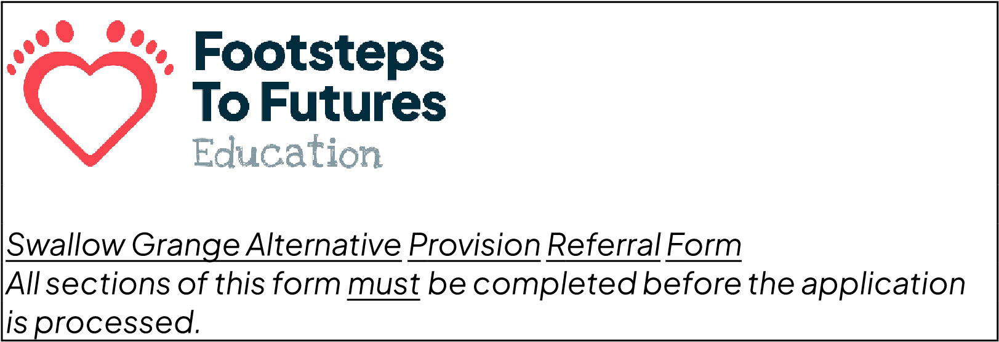 Footsteps
To Futures
Education
Swallow Grange Alternative Provision Referral Form
All sections of this form must be completed before the application
is processed.